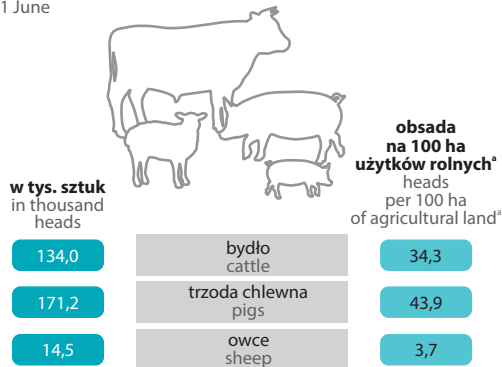 1 June
obsada
na 100 ha
użytków rolnychª
heads
per 100 ha
of agricultural landª
w tys. sztuk
in thousand
heads
134,0
bydło
cattle
34,3
171,2
trzoda chlewna
pigs
43,9
14,5
owce
sheep
3,7